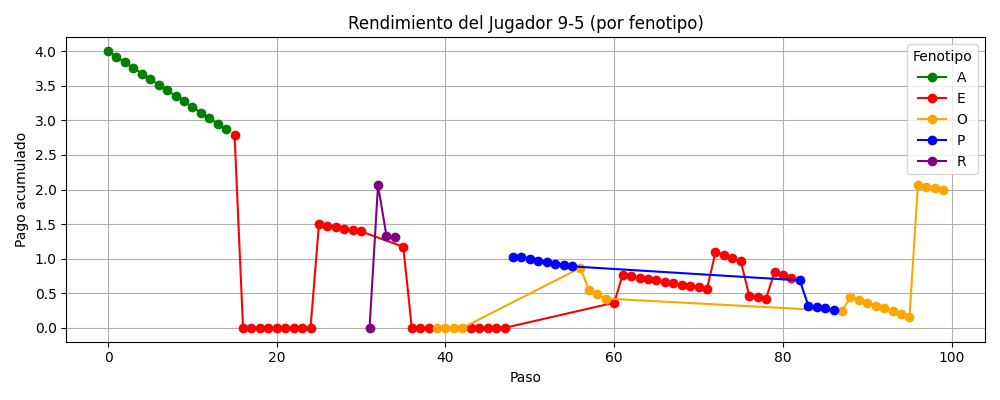 Rendimiento del Jugador 9-5 (por fenotipo)
Pago acumulado
4.0
3.5
3.0
2.5
2.0
1.5
1.0
0.5
0.0
0
20
40
60
80
100
Paso
Fenotipo
A
E
O
P
R